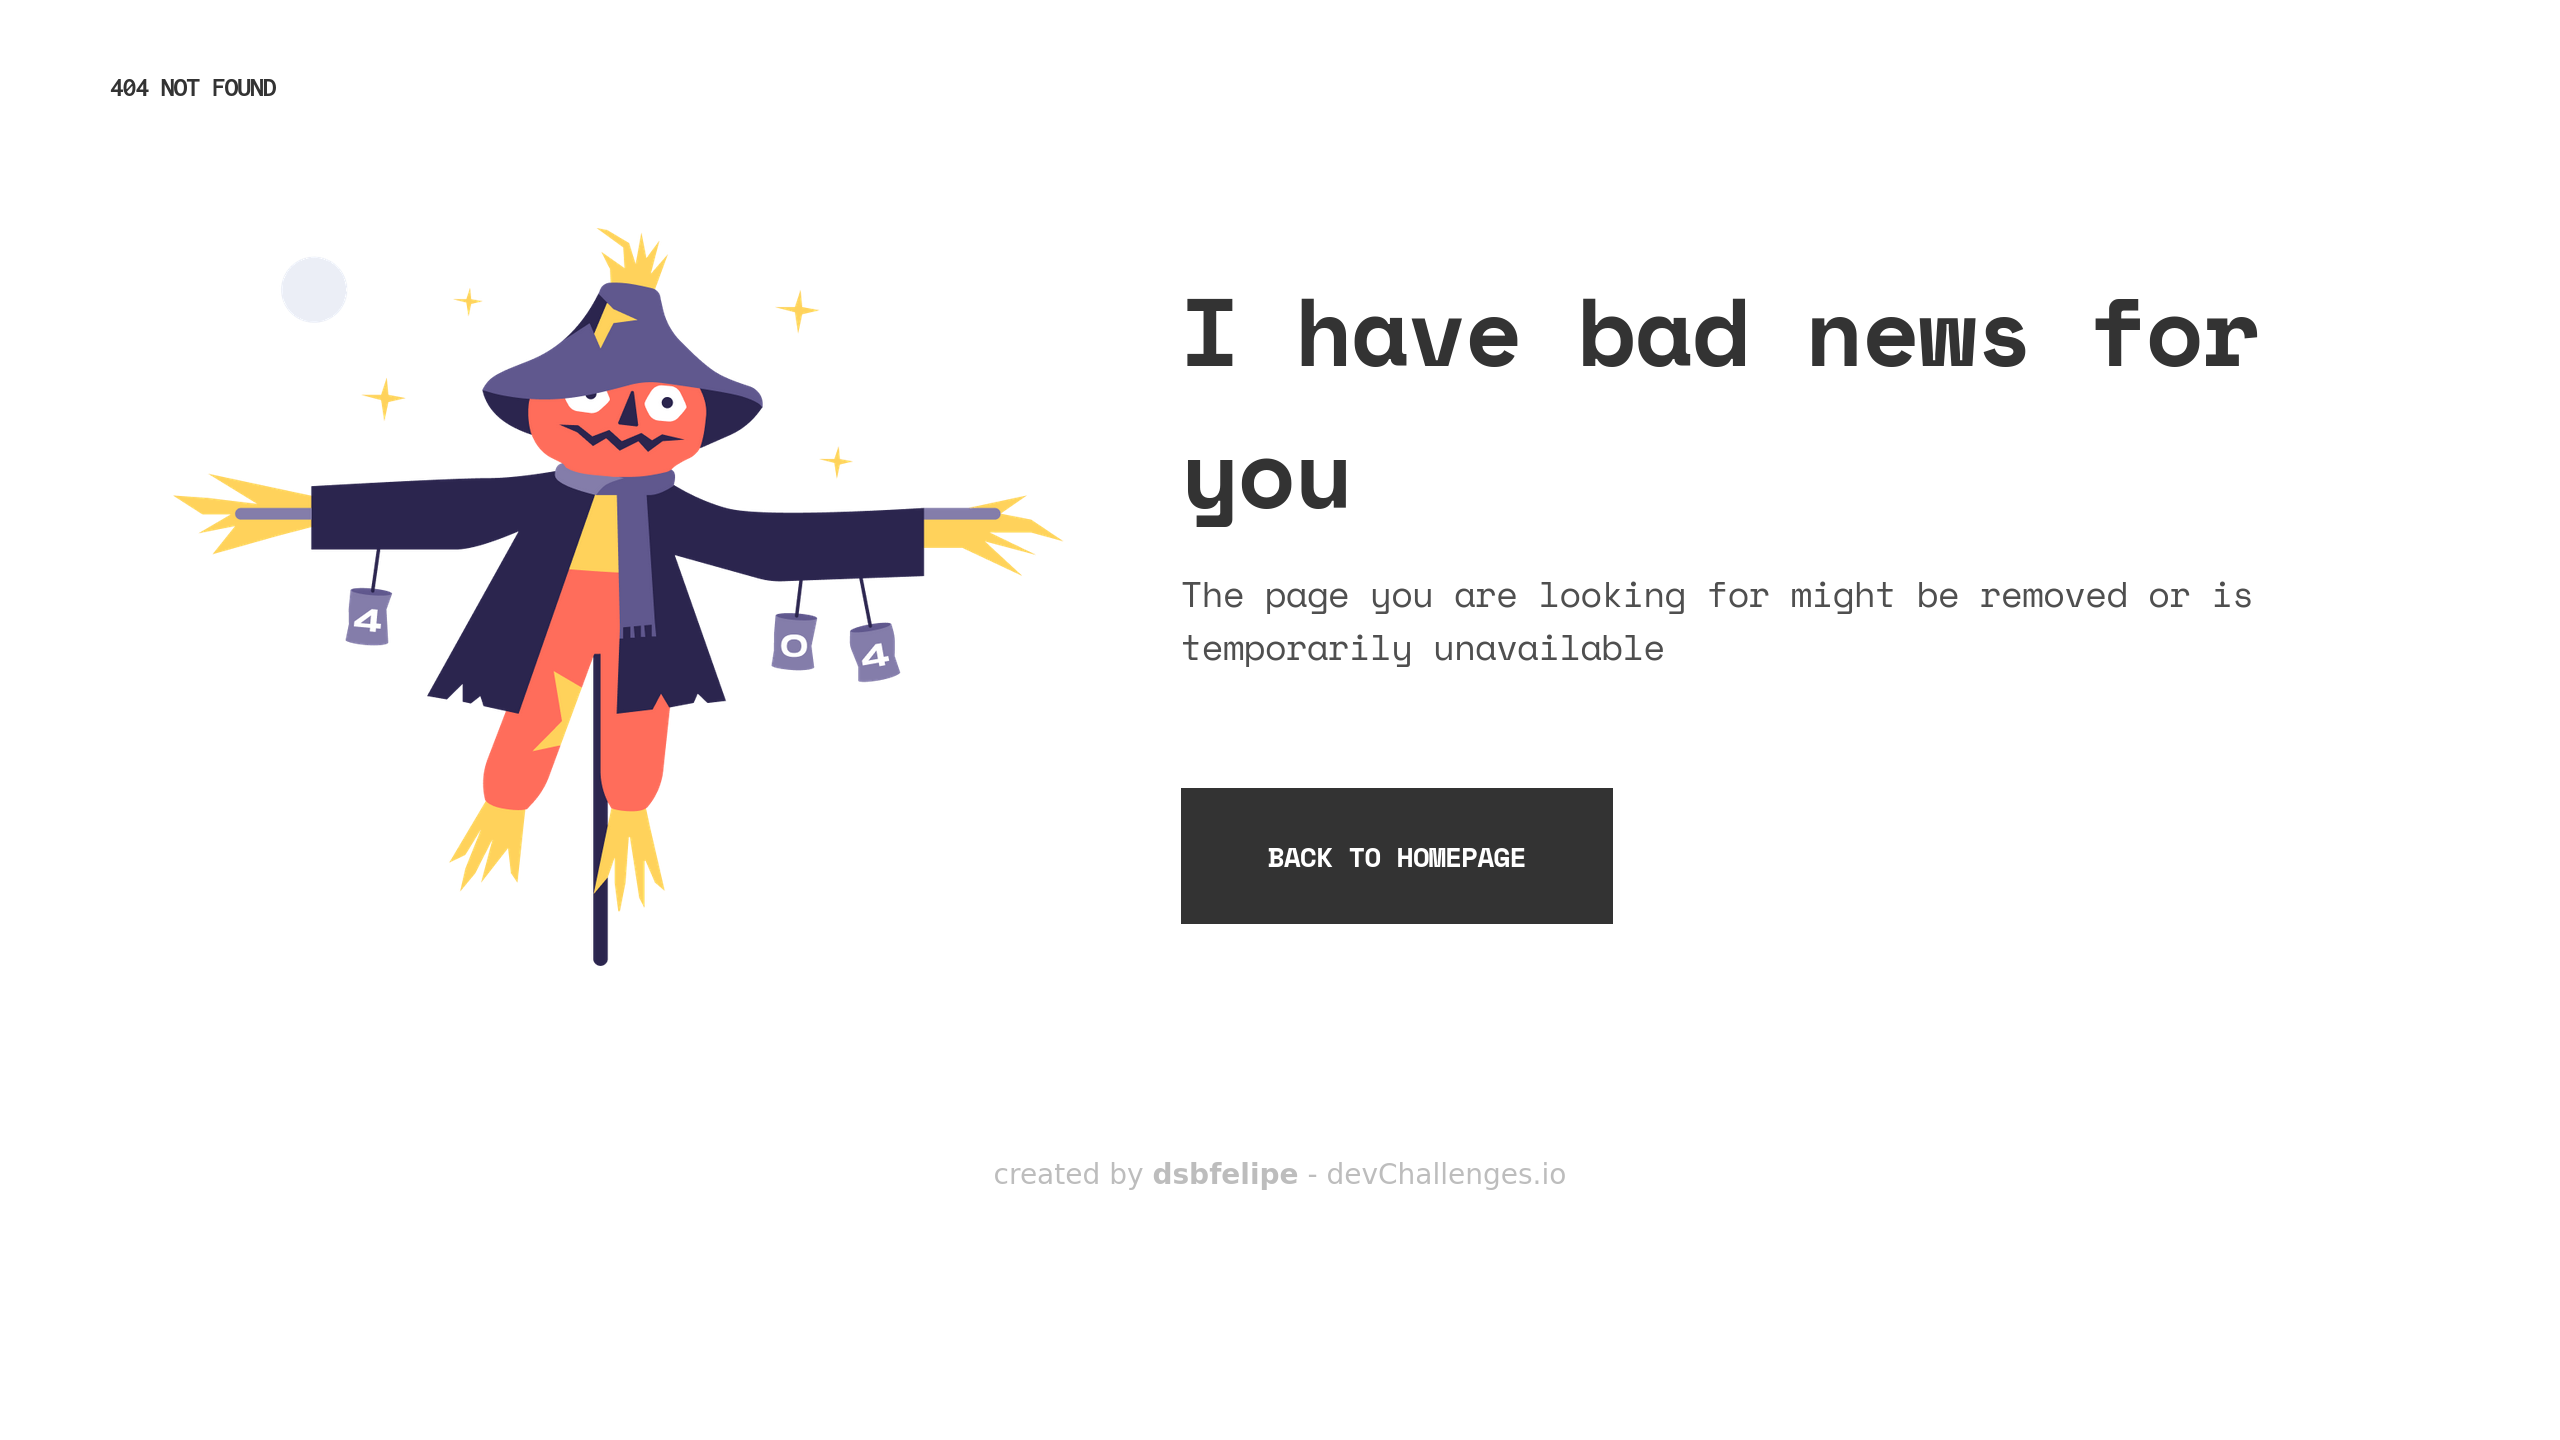 404 NOT FOUND
I have bad news for
you
The page you are looking for might be removed or is
temporarily unavailable
4
0
4
BACK TO HOMEPAGE
created by dsbfelipe - devChallenges.io